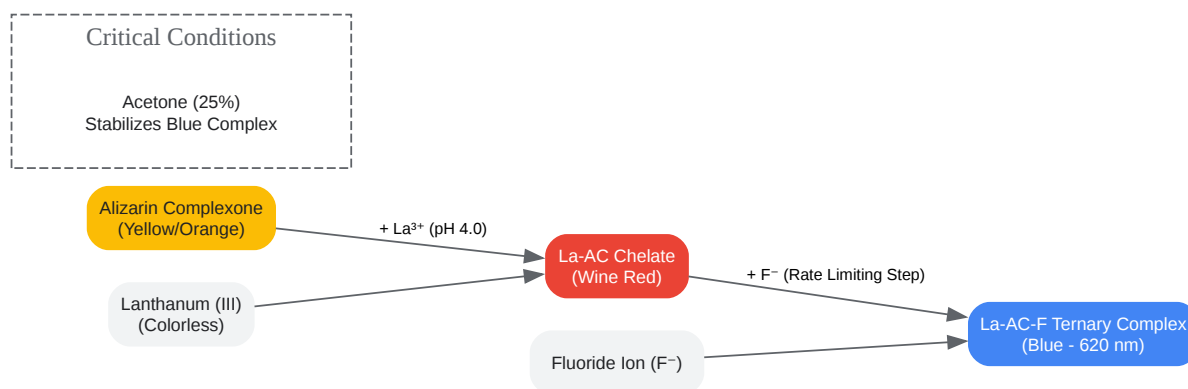 Critical Conditions
Acetone (25%)
Stabilizes Blue Complex
Alizarin Complexone
(Yellow/Orange)
+ La³⁺ (pH 4.0)
La-AC Chelate
(Wine Red)
+ F⁻ (Rate Limiting Step)
Lanthanum (III)
(Colorless)
La-AC-F Ternary Complex
(Blue - 620 nm)
Fluoride Ion (F⁻)